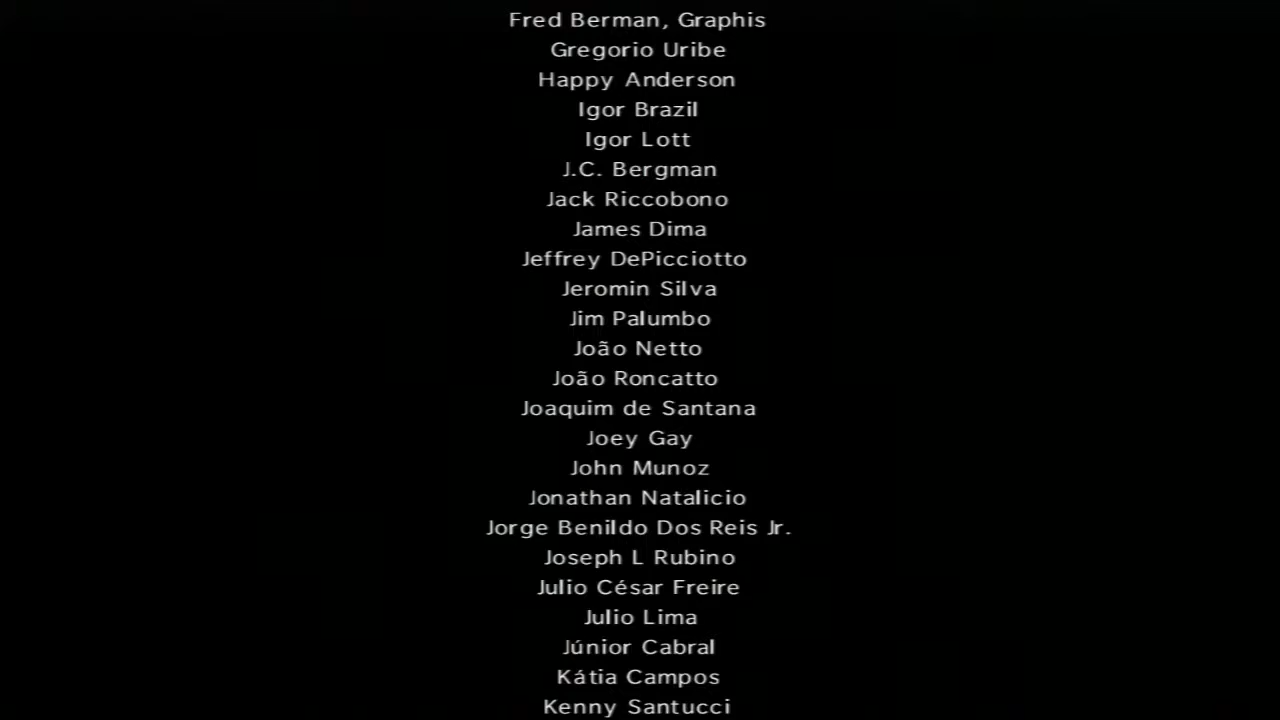 Fred Berman, Graphis
Gregorio Uribe
Happy Anderson
Igor Brazil
Igor Lott
J.C. Bergman
Jack Riccobono
James Dima
Jeffrey DePicciotto
Jeromin Silva
Jim Palumbo
João Netto
João Roncatto
Joaquim de Santana
Joey Gay
John Munoz
Jonathan Natalicio
Jorge Benildo Dos Reis Jr.
Joseph L Rubino
Julio César Freire
Julio Lima
Júnior Cabral
Kátia Campos
Kenny Santucci